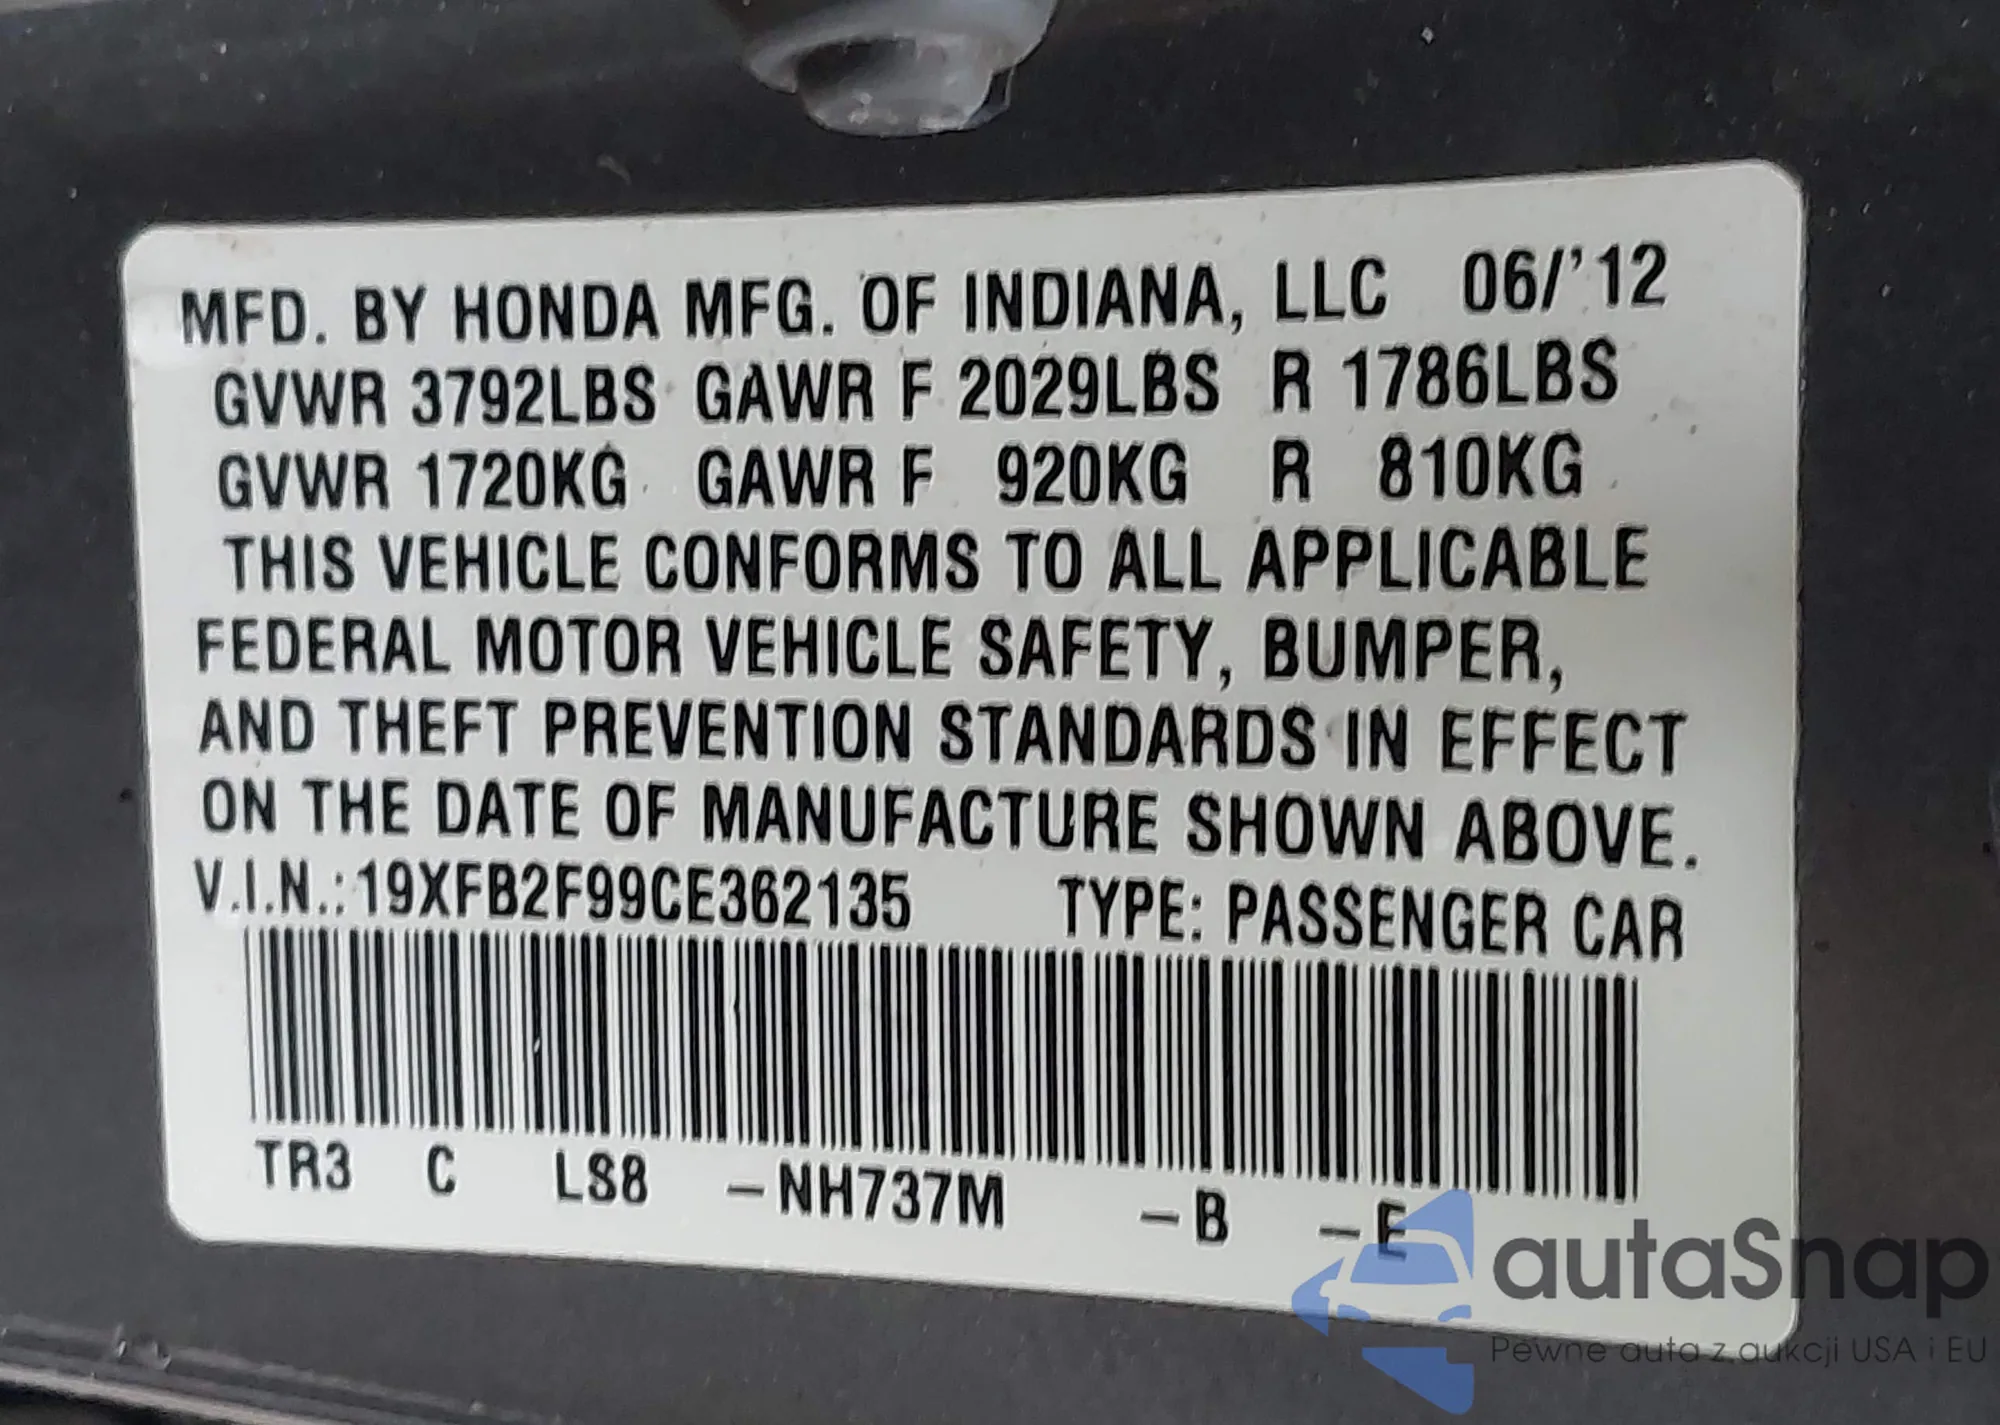 MFD. BY HONDA MFG. OF INDIANA, LLC 06/'12
GVWR 3792LBS GAWR F 2029LBS R 1786LBS
GVWR 1720KG GAWR F 920KG R 810KG
THIS VEHICLE CONFORMS TO ALL APPLICABLE
FEDERAL MOTOR VEHICLE SAFETY, BUMPER,
AND THEFT PREVENTION STANDARDS IN EFFECT
ON THE DATE OF MANUFACTURE SHOWN ABOVE.
V.I.N.: 19XFB2F99CE362135 TYPE: PASSENGER CAR
TR3 C LS8 -NH737M -B -E
autaSnap
Pewne auta z aukcji USA i EU